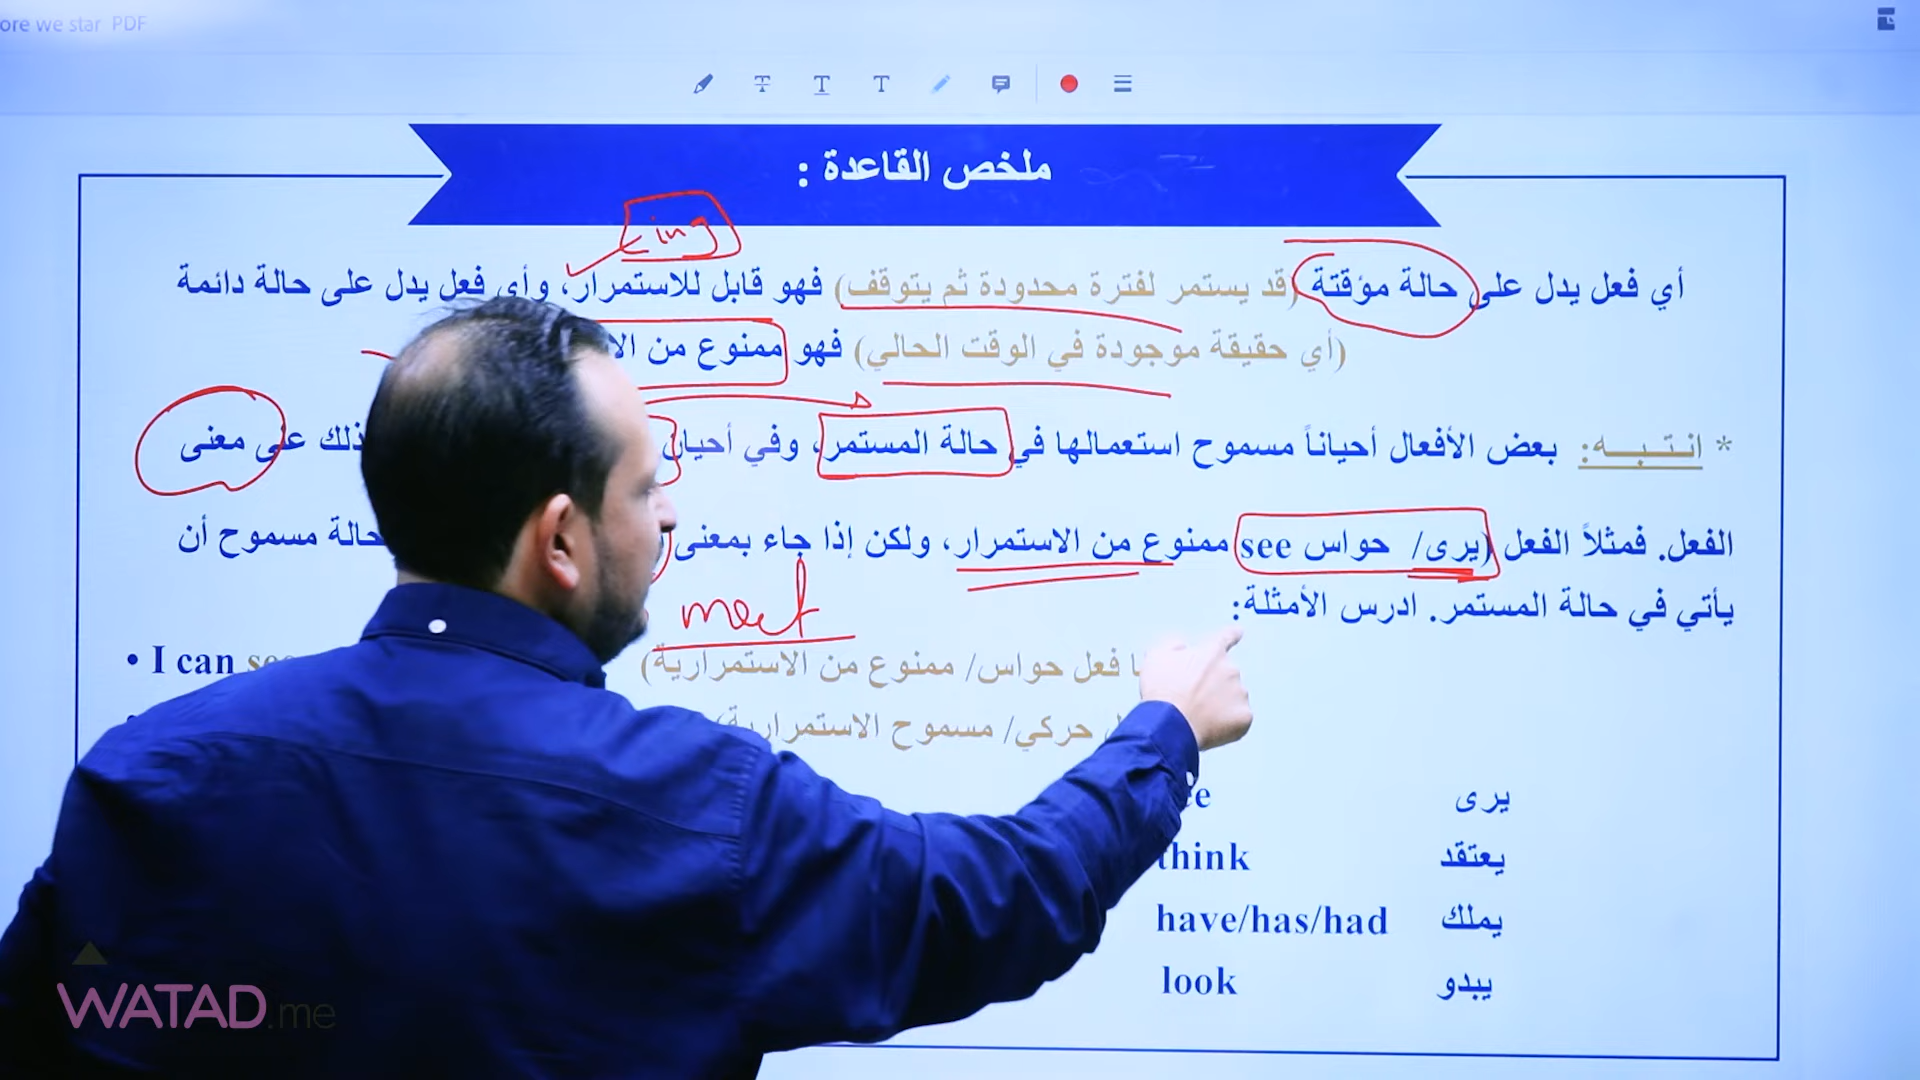 ore we star PDF
ملخص القاعدة :
ing
أي فعل يدل على حالة مؤقتة (قد يستمر لفترة محدودة ثم يتوقف) فهو قابل للاستمرار، وأي فعل يدل على حالة دائمة
(أي حقيقة موجودة في الوقت الحالي) فهو ممنوع من
* انـتـبـــه: بعض الأفعال أحياناً مسموح استعمالها في حالة المستمر، وفي أحيان ذلك على معنى
الفعل. فمثلاً الفعل (يرى/ حواس see) ممنوع من الاستمرار، ولكن إذا جاء بمعنى حالة مسموح أن
يأتي في حالة المستمر. ادرس الأمثلة:
meet
• I can فعل حواس/ ممنوع من الاستمرارية)
حركي/ مسموح الاستمرارية)
يرى
think يعتقد
have/has/had يملك
look يبدو
WATAD.me